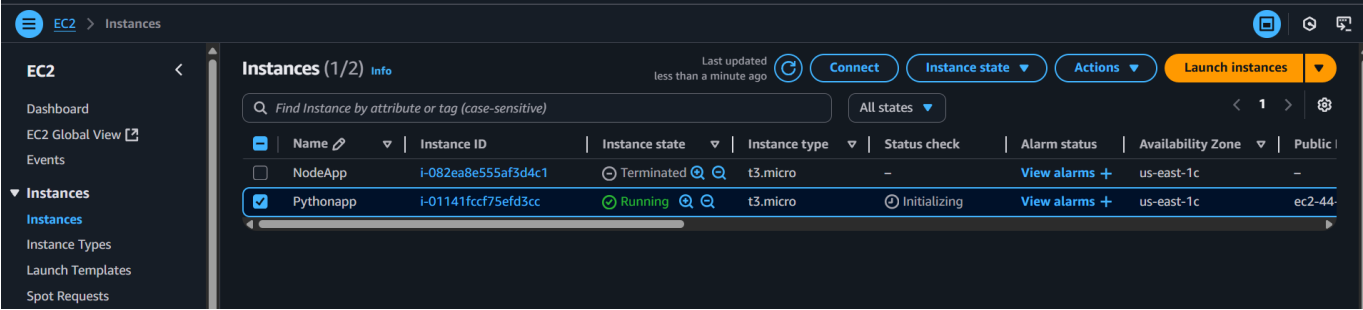 EC2 > Instances
EC2
Dashboard
EC2 Global View
Events
Instances
Instances
Instance Types
Launch Templates
Spot Requests
Instances (1/2) Info
Last updated
less than a minute ago
Connect
Instance state
Actions
Launch instances
Find Instance by attribute or tag (case-sensitive)
All states
1
Name Instance ID Instance state Instance type Status check Alarm status Availability Zone Public
NodeApp i-082ea8e555af3d4c1 Terminated t3.micro – View alarms + us-east-1c –
Pythonapp i-01141fccf75efd3cc Running t3.micro Initializing View alarms + us-east-1c ec2-44-